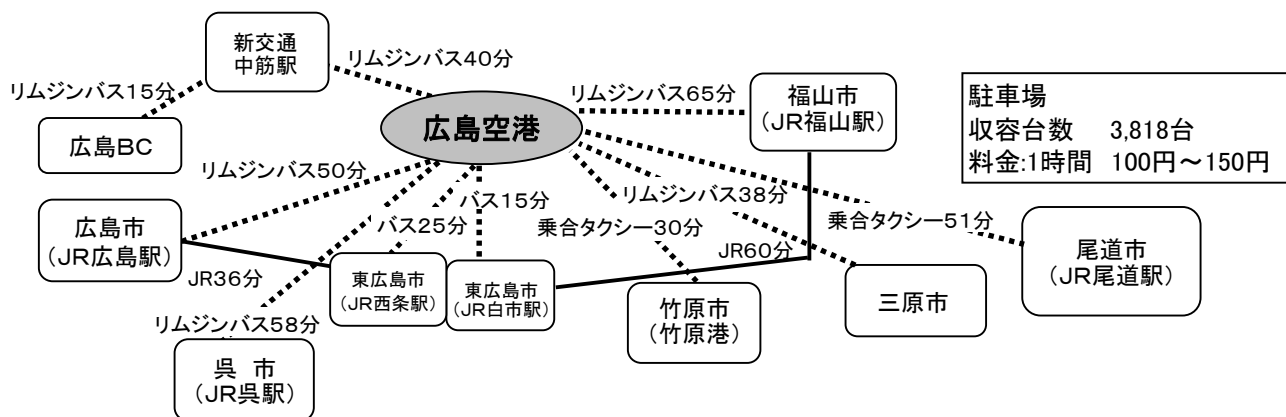 新交通
中筋駅
リムジンバス40分
リムジンバス15分
広島BC
広島空港
リムジンバス65分
福山市
(JR福山駅)
駐車場
収容台数 3,818台
料金:1時間 100円～150円
リムジンバス50分
バス15分
リムジンバス38分
広島市
(JR広島駅)
バス25分
乗合タクシー30分
乗合タクシー51分
尾道市
(JR尾道駅)
JR36分
JR60分
東広島市
(JR西条駅)
東広島市
(JR白市駅)
竹原市
(竹原港)
三原市
リムジンバス58分
呉 市
(JR呉駅)